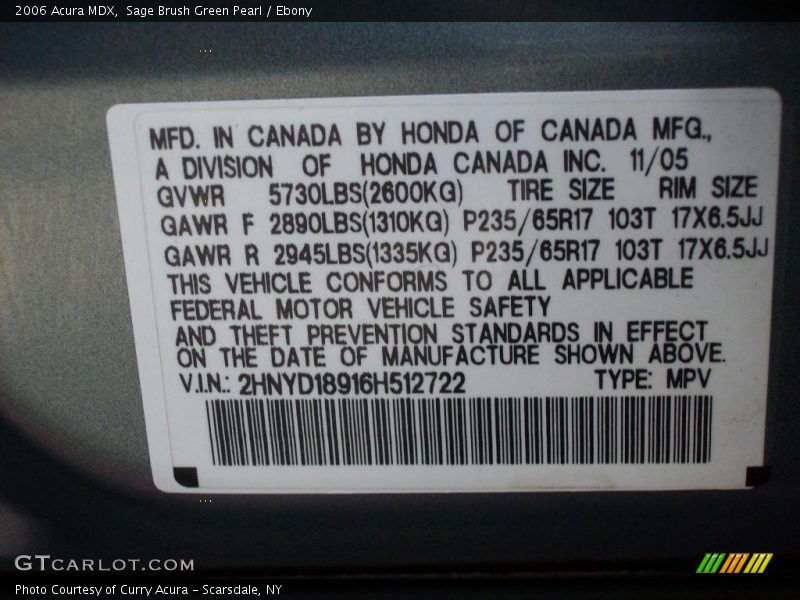 2006 Acura MDX,  Sage Brush Green Pearl / Ebony
MFD. IN CANADA BY HONDA OF CANADA MFG.,
A DIVISION OF HONDA CANADA INC. 11/05
GVWR 5730LBS(2600KG) TIRE SIZE RIM SIZE
GAWR F 2890LBS(1310KG) P235/65R17 103T 17X6.5JJ
GAWR R 2945LBS(1335KG) P235/65R17 103T 17X6.5JJ
THIS VEHICLE CONFORMS TO ALL APPLICABLE
FEDERAL MOTOR VEHICLE SAFETY
AND THEFT PREVENTION STANDARDS IN EFFECT
ON THE DATE OF MANUFACTURE SHOWN ABOVE.
V.I.N.: 2HNYD18916H512722 TYPE: MPV
GTCARLOT.COM
Photo Courtesy of Curry Acura - Scarsdale, NY